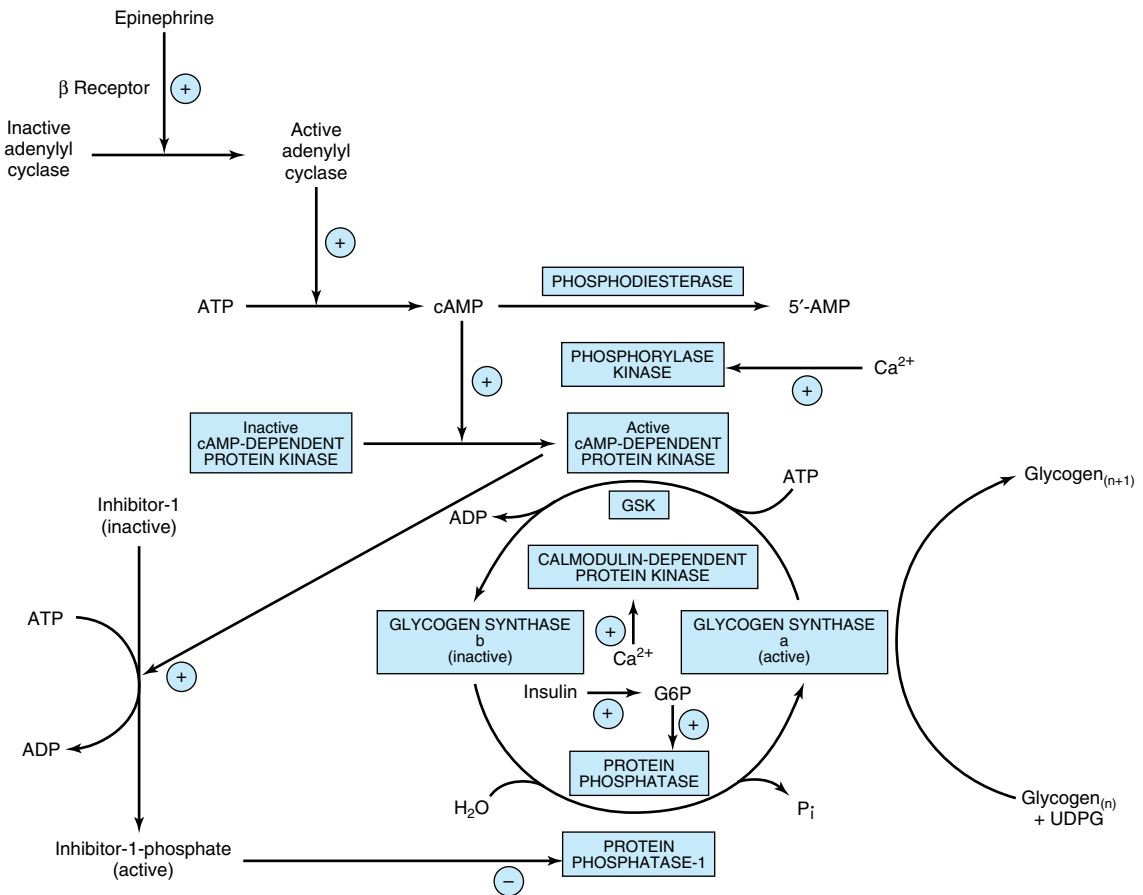 Epinephrine
β Receptor
+
Inactive
adenylyl
cyclase
Active
adenylyl
cyclase
+
ATP
cAMP
PHOSPHODIESTERASE
5′-AMP
+
PHOSPHORYLASE
KINASE
+
Ca2+
Inactive
cAMP-DEPENDENT
PROTEIN KINASE
Active
cAMP-DEPENDENT
PROTEIN KINASE
Inhibitor-1
(inactive)
ATP
ADP
+
ADP
GSK
ATP
CALMODULIN-DEPENDENT
PROTEIN KINASE
+
Ca2+
GLYCOGEN SYNTHASE
b
(inactive)
GLYCOGEN SYNTHASE
a
(active)
Insulin
+
G6P
+
PROTEIN
PHOSPHATASE
H2O
Pi
Glycogen(n+1)
Glycogen(n)
+ UDPG
Inhibitor-1-phosphate
(active)
–
PROTEIN
PHOSPHATASE-1